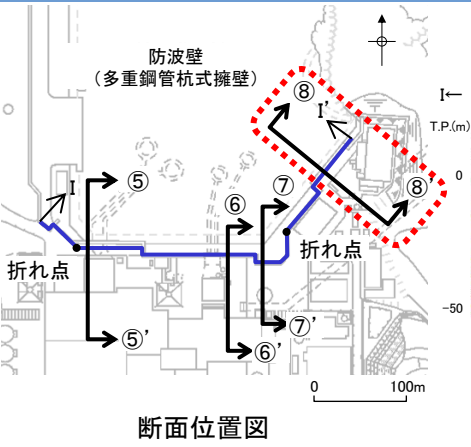 防波壁
（多重鋼管杭式擁壁）
⑧
I'
I←
T.P.(m)
0
I
⑤
⑦
⑧'
⑥
折れ点
折れ点
-50
⑤'
⑦'
⑥'
0
100m
断面位置図